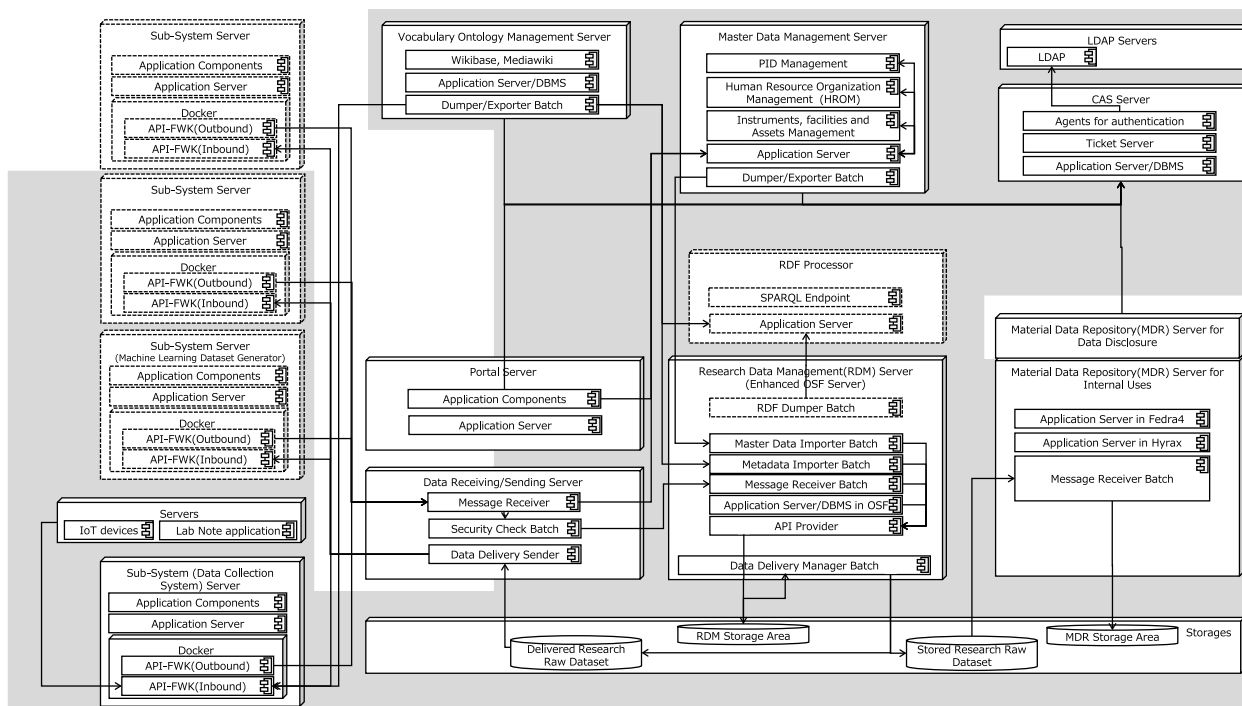 Sub-System Server
Application Components
Application Server
Docker
API-FWK(Outbound)
API-FWK(Inbound)
Sub-System Server
Application Components
Application Server
Docker
API-FWK(Outbound)
API-FWK(Inbound)
Sub-System Server
(Machine Learning Dataset Generator)
Application Components
Application Server
Docker
API-FWK(Outbound)
API-FWK(Inbound)
Servers
IoT devices
Lab Note application
Sub-System (Data Collection
System) Server
Application Components
Application Server
Docker
API-FWK(Outbound)
API-FWK(Inbound)
Vocabulary Ontology Management Server
Wikibase, Mediawiki
Application Server/DBMS
Dumper/Exporter Batch
Portal Server
Application Components
Application Server
Data Receiving/Sending Server
Message Receiver
Security Check Batch
Data Delivery Sender
Master Data Management Server
PID Management
Human Resource Organization
Management (HROM)
Instruments, facilities and
Assets Management
Application Server
Dumper/Exporter Batch
RDF Processor
SPARQL Endpoint
Application Server
Research Data Management(RDM) Server
(Enhanced OSF Server)
RDF Dumper Batch
Master Data Importer Batch
Metadata Importer Batch
Message Receiver Batch
Application Server/DBMS in OSF
API Provider
Data Delivery Manager Batch
LDAP Servers
LDAP
CAS Server
Agents for authentication
Ticket Server
Application Server/DBMS
Material Data Repository(MDR) Server for
Data Disclosure
Material Data Repository(MDR) Server for
Internal Uses
Application Server in Fedra4
Application Server in Hyrax
Message Receiver Batch
Storages
Delivered Research
Raw Dataset
RDM Storage Area
Stored Research Raw
Dataset
MDR Storage Area